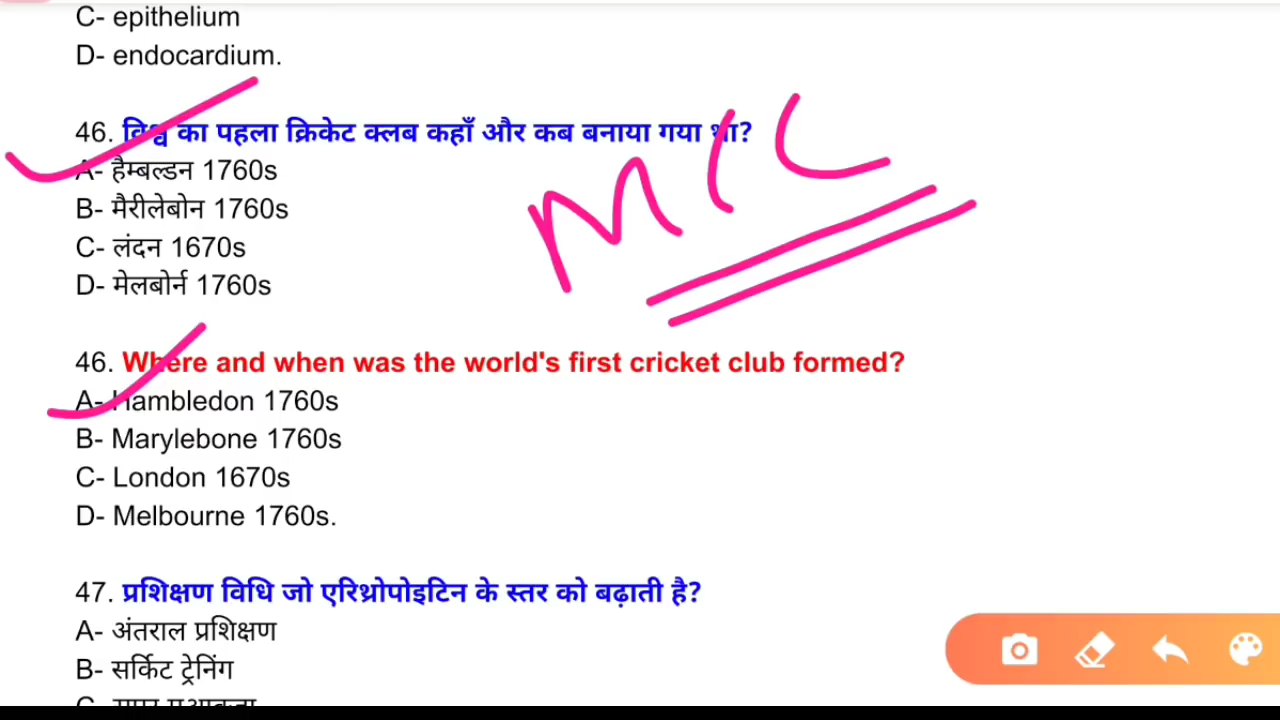 C- epithelium
D- endocardium.
46. विश्व का पहला क्रिकेट क्लब कहाँ और कब बनाया गया था?
A- हैम्बल्डन 1760s
B- मैरीलेबोन 1760s
C- लंदन 1670s
D- मेलबोर्न 1760s
MCC
46. Where and when was the world's first cricket club formed?
A- Hambledon 1760s
B- Marylebone 1760s
C- London 1670s
D- Melbourne 1760s.
47. प्रशिक्षण विधि जो एरिथ्रोपोइटिन के स्तर को बढ़ाती है?
A- अंतराल प्रशिक्षण
B- सर्किट ट्रेनिंग